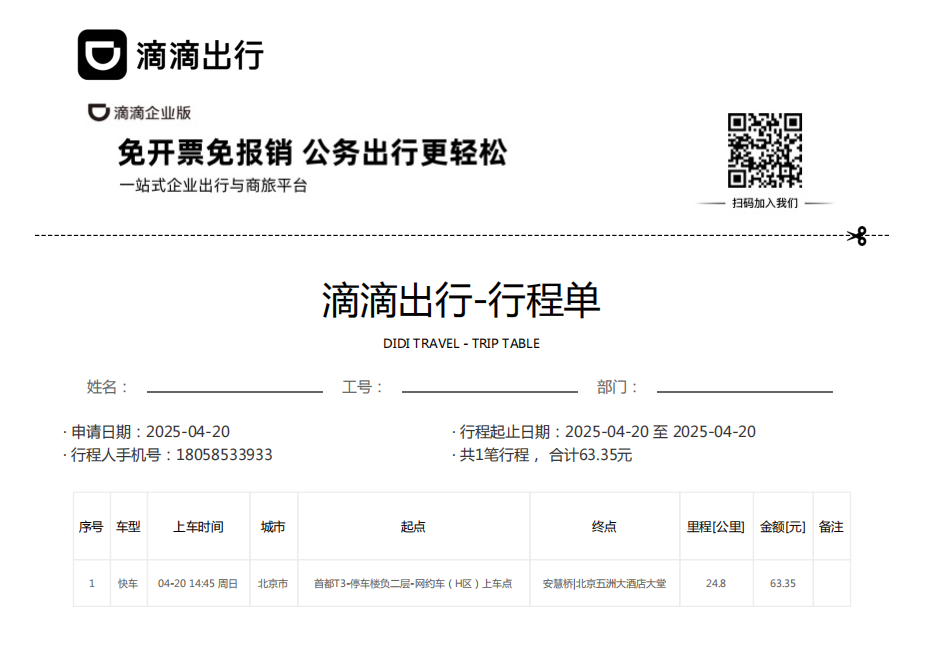 滴滴出行
滴滴企业版
免开票免报销 公务出行更轻松
一站式企业出行与商旅平台
扫码加入我们
滴滴出行-行程单
DIDI TRAVEL - TRIP TABLE
姓名： 工号： 部门：
· 申请日期：2025-04-20 · 行程起止日期：2025-04-20 至 2025-04-20
· 行程人手机号：18058533933 · 共1笔行程， 合计63.35元
序号 车型 上车时间 城市 起点 终点 里程[公里] 金额[元] 备注
1 快车 04-20 14:45 周日 北京市 首都T3-停车楼负二层-网约车（H区）上车点 安慧桥|北京五洲大酒店大堂 24.8 63.35